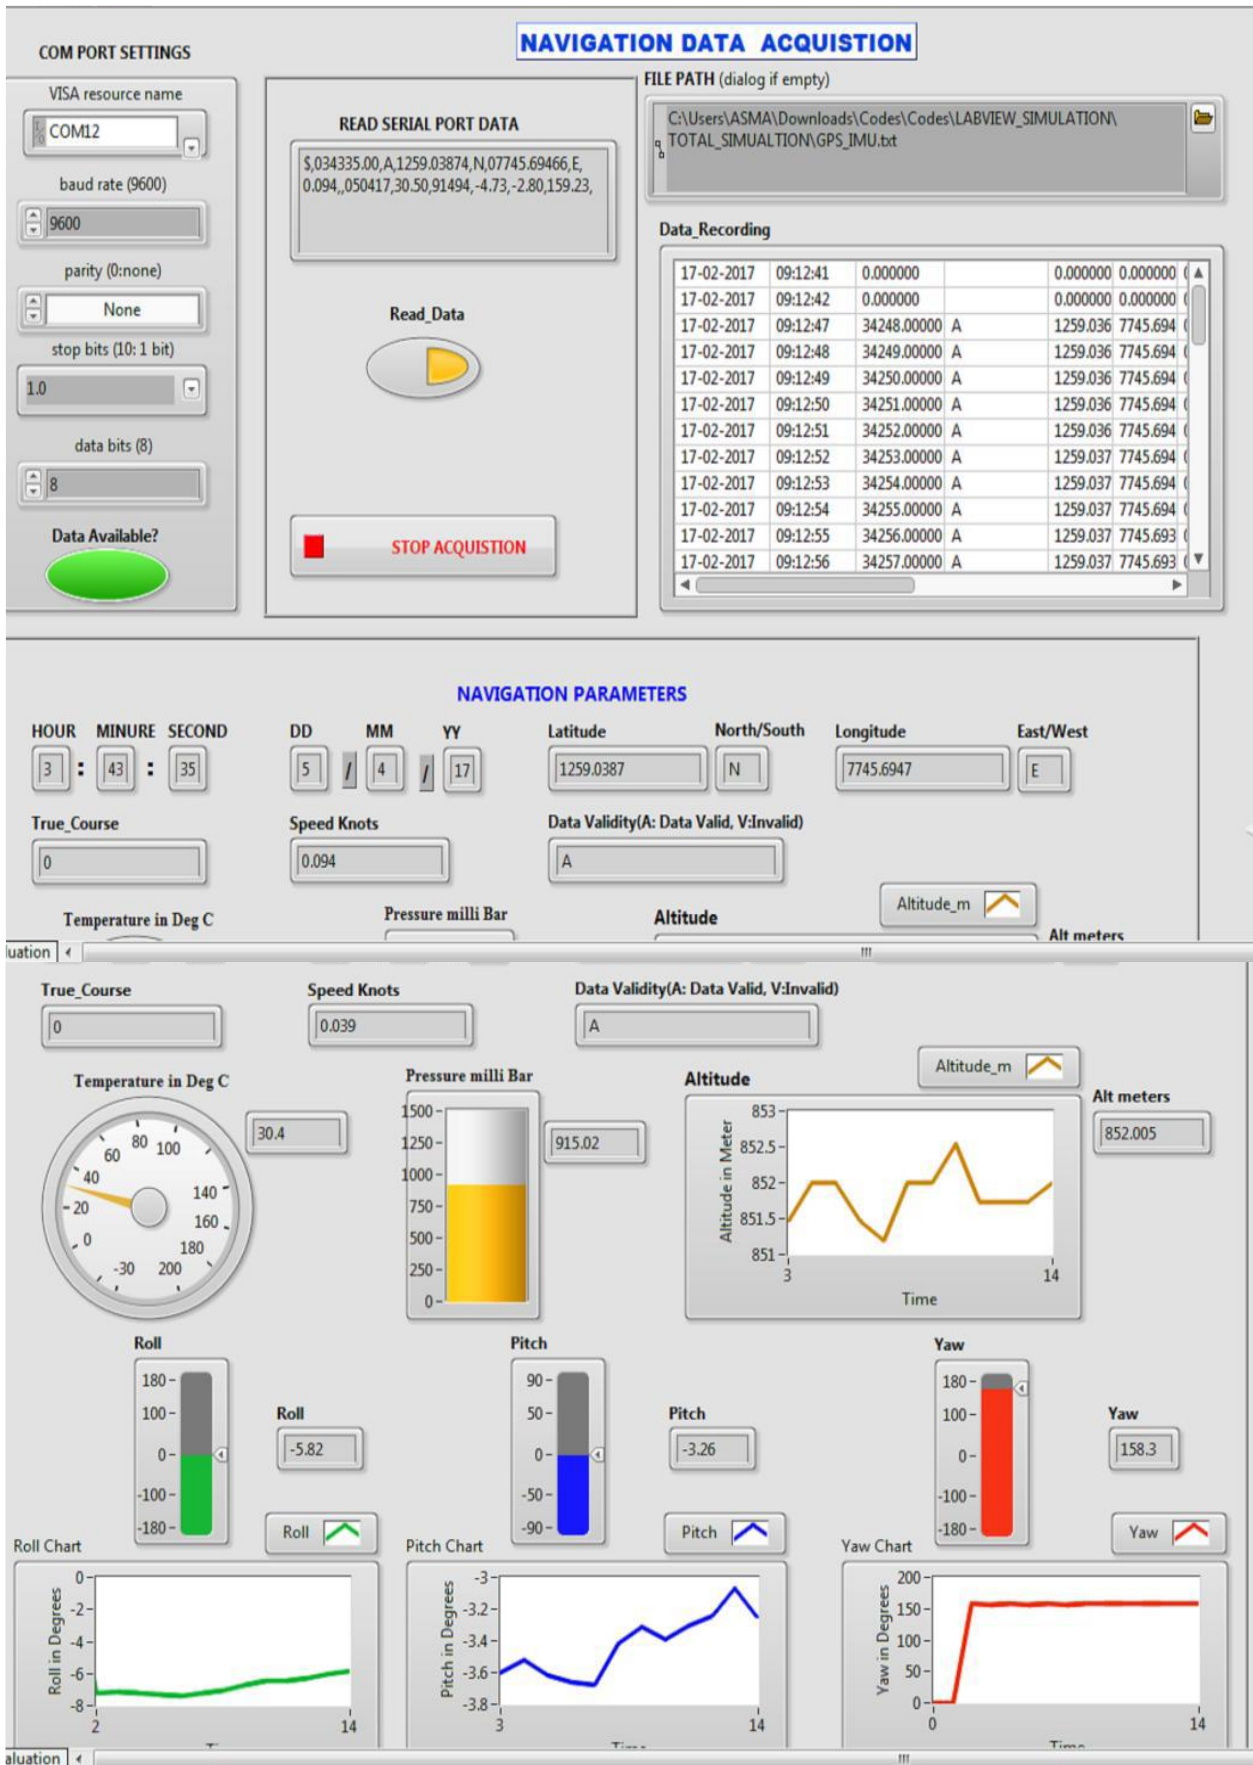 NAVIGATION DATA ACQUISTION
COM PORT SETTINGS
VISA resource name
COM12
baud rate (9600)
9600
parity (0:none)
None
stop bits (10: 1 bit)
1.0
data bits (8)
8
Data Available?
READ SERIAL PORT DATA
$,034335.00,A,1259.03874,N,07745.69466,E,
0.094,,050417,30.50,91494,-4.73,-2.80,159.23,
Read_Data
STOP ACQUISTION
FILE PATH (dialog if empty)
C:\Users\ASMA\Downloads\Codes\Codes\LABVIEW_SIMULATION\
TOTAL_SIMUALTION\GPS_IMU.txt
Data_Recording
17-02-2017 09:12:41 0.000000 0.000000 0.000000
17-02-2017 09:12:42 0.000000 0.000000 0.000000
17-02-2017 09:12:47 34248.00000 A 1259.036 7745.694
17-02-2017 09:12:48 34249.00000 A 1259.036 7745.694
17-02-2017 09:12:49 34250.00000 A 1259.036 7745.694
17-02-2017 09:12:50 34251.00000 A 1259.036 7745.694
17-02-2017 09:12:51 34252.00000 A 1259.036 7745.694
17-02-2017 09:12:52 34253.00000 A 1259.037 7745.694
17-02-2017 09:12:53 34254.00000 A 1259.037 7745.694
17-02-2017 09:12:54 34255.00000 A 1259.037 7745.694
17-02-2017 09:12:55 34256.00000 A 1259.037 7745.693
17-02-2017 09:12:56 34257.00000 A 1259.037 7745.693
NAVIGATION PARAMETERS
HOUR MINURE SECOND DD MM YY Latitude North/South Longitude East/West
3 : 43 : 35 5 / 4 / 17 1259.0387 N 7745.6947 E
True_Course Speed Knots Data Validity(A: Data Valid, V:Invalid)
0 0.094 A
Altitude_m
Temperature in Deg C Pressure milli Bar Altitude
Alt meters
luation
True_Course Speed Knots Data Validity(A: Data Valid, V:Invalid)
0 0.039 A
Altitude_m
Temperature in Deg C
-30 0 20 40 60 80 100 140 160 180 200
30.4
Pressure milli Bar
1500
1250
1000
750
500
250
0
915.02
Altitude
Altitude in Meter
853
852.5
852
851.5
851
3 14
Time
Alt meters
852.005
Roll
180
100
0
-100
-180
Roll
-5.82
Roll
Pitch
90
50
0
-50
-90
Pitch
-3.26
Pitch
Yaw
180
100
0
-100
-180
Yaw
158.3
Yaw
Roll Chart
Roll in Degrees
0
-2
-4
-6
-8
2 14
Pitch Chart
Pitch in Degrees
-3
-3.2
-3.4
-3.6
-3.8
3 14
Time
Yaw Chart
Yaw in Degrees
200
150
100
50
0
0 14
Time
aluation